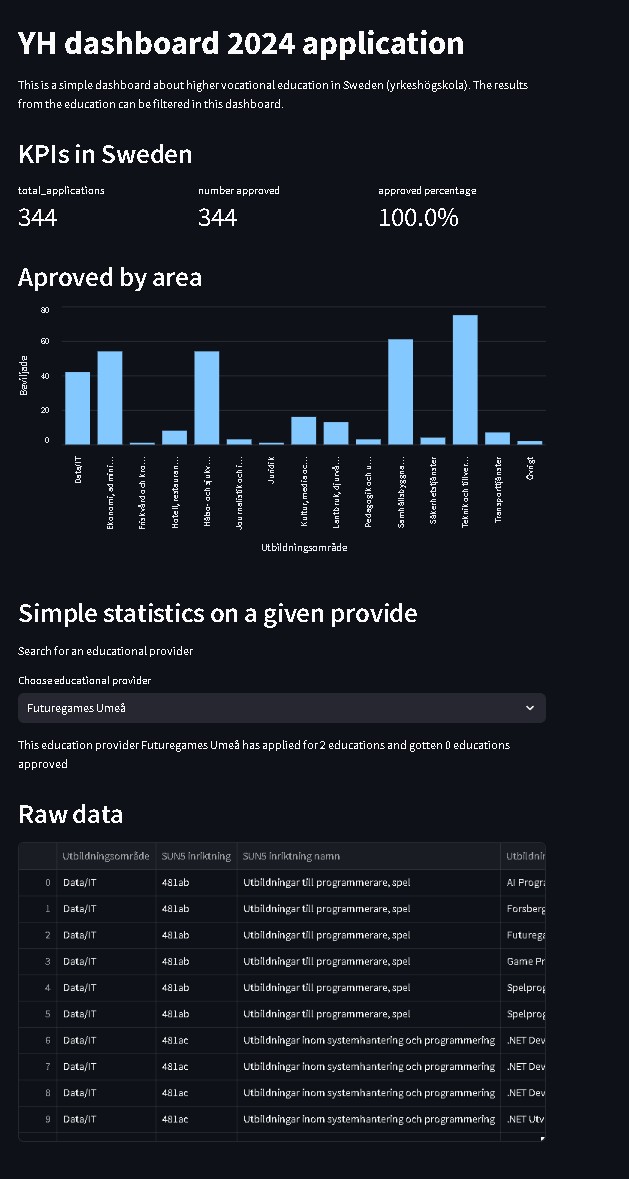 YH dashboard 2024 application
This is a simple dashboard about higher vocational education in Sweden (yrkeshögskola). The results
from the education can be filtered in this dashboard.
KPIs in Sweden
total_applications number approved approved percentage
344 344 100.0%
Aproved by area
80
60
40
20
0
Beviljade
Data/IT
Ekonomi, admini…
Friskvård och kro…
Hotell, restauran…
Hälso- och sjukv…
Journalistik och i…
Juridik
Kultur, media oc…
Lantbruk, djurvå…
Pedagogik och u…
Samhällsbyggna…
Säkerhetstjänster
Teknik och tillver…
Transporttjänster
Övrigt
Utbildningsområde
Simple statistics on a given provide
Search for an educational provider
Choose educational provider
Futuregames Umeå
This education provider Futuregames Umeå has applied for 2 educations and gotten 0 educations
approved
Raw data
Utbildningsområde SUN5 inriktning SUN5 inriktning namn Utbildnin
0 Data/IT 481ab Utbildningar till programmerare, spel AI Progra
1 Data/IT 481ab Utbildningar till programmerare, spel Forsberg
2 Data/IT 481ab Utbildningar till programmerare, spel Futurega
3 Data/IT 481ab Utbildningar till programmerare, spel Game Pr
4 Data/IT 481ab Utbildningar till programmerare, spel Spelprog
5 Data/IT 481ab Utbildningar till programmerare, spel Spelprog
6 Data/IT 481ac Utbildningar inom systemhantering och programmering .NET Dev
7 Data/IT 481ac Utbildningar inom systemhantering och programmering .NET Dev
8 Data/IT 481ac Utbildningar inom systemhantering och programmering .NET Dev
9 Data/IT 481ac Utbildningar inom systemhantering och programmering .NET Utv